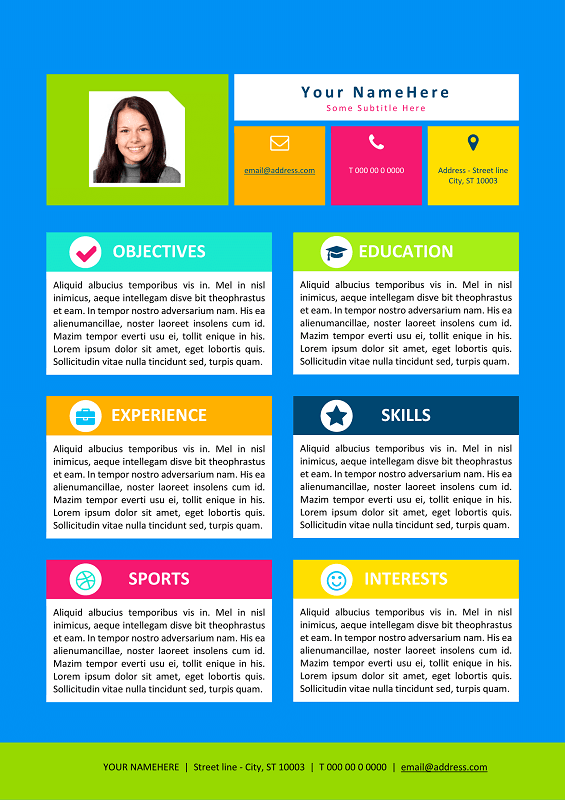 Your NameHere
Some Subtitle Here
email@address.com
T 000 00 0 0000
Address - Street line
City, ST 10003
OBJECTIVES
Aliquid albucius temporibus vis in. Mel in nisl
inimicus, aeque intellegam disve bit theophrastus
et eam. In tempor nostro adversarium nam. His ea
alienumancillae, noster laoreet insolens cum id.
Mazim tempor everti usu ei, tollit enique in his.
Lorem ipsum dolor sit amet, eget lobortis quis.
Sollicitudin vitae nulla tincidunt sed, turpis quam.
EDUCATION
Aliquid albucius temporibus vis in. Mel in nisl
inimicus, aeque intellegam disve bit theophrastus
et eam. In tempor nostro adversarium nam. His ea
alienumancillae, noster laoreet insolens cum id.
Mazim tempor everti usu ei, tollit enique in his.
Lorem ipsum dolor sit amet, eget lobortis quis.
Sollicitudin vitae nulla tincidunt sed, turpis quam.
EXPERIENCE
Aliquid albucius temporibus vis in. Mel in nisl
inimicus, aeque intellegam disve bit theophrastus
et eam. In tempor nostro adversarium nam. His ea
alienumancillae, noster laoreet insolens cum id.
Mazim tempor everti usu ei, tollit enique in his.
Lorem ipsum dolor sit amet, eget lobortis quis.
Sollicitudin vitae nulla tincidunt sed, turpis quam.
SKILLS
Aliquid albucius temporibus vis in. Mel in nisl
inimicus, aeque intellegam disve bit theophrastus
et eam. In tempor nostro adversarium nam. His ea
alienumancillae, noster laoreet insolens cum id.
Mazim tempor everti usu ei, tollit enique in his.
Lorem ipsum dolor sit amet, eget lobortis quis.
Sollicitudin vitae nulla tincidunt sed, turpis quam.
SPORTS
Aliquid albucius temporibus vis in. Mel in nisl
inimicus, aeque intellegam disve bit theophrastus
et eam. In tempor nostro adversarium nam. His ea
alienumancillae, noster laoreet insolens cum id.
Mazim tempor everti usu ei, tollit enique in his.
Lorem ipsum dolor sit amet, eget lobortis quis.
Sollicitudin vitae nulla tincidunt sed, turpis quam.
INTERESTS
Aliquid albucius temporibus vis in. Mel in nisl
inimicus, aeque intellegam disve bit theophrastus
et eam. In tempor nostro adversarium nam. His ea
alienumancillae, noster laoreet insolens cum id.
Mazim tempor everti usu ei, tollit enique in his.
Lorem ipsum dolor sit amet, eget lobortis quis.
Sollicitudin vitae nulla tincidunt sed, turpis quam.
YOUR NAMEHERE | Street line - City, ST 10003 | T 000 00 0 0000 | email@address.com